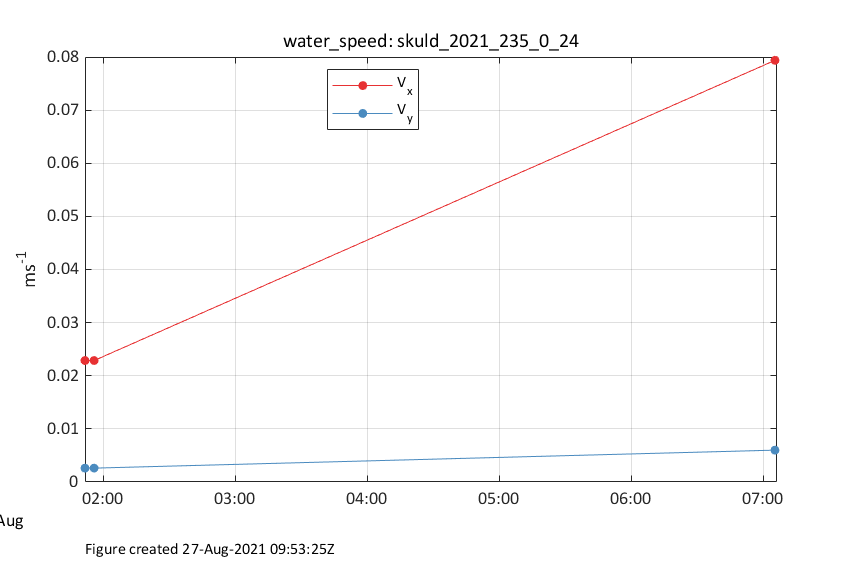 water_speed: skuld_2021_235_0_24
0.08
0.07
0.06
0.05
0.04
0.03
0.02
0.01
0
ms-1
Vx
Vy
02:00 03:00 04:00 05:00 06:00 07:00
Aug
Figure created 27-Aug-2021 09:53:25Z